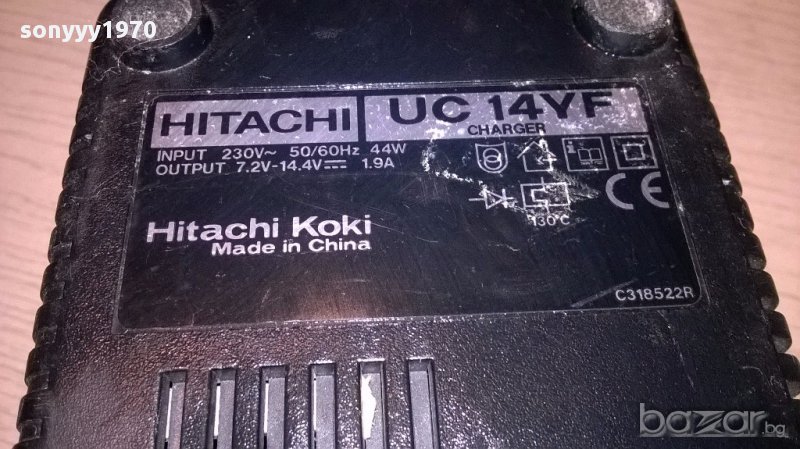 sonyyy1970
HITACHI UC 14YF
CHARGER
INPUT 230V~ 50/60Hz 44W
OUTPUT 7.2V-14.4V⎓ 1.9A
130°C
CE
Hitachi Koki
Made in China
C318522R
bazar.bg